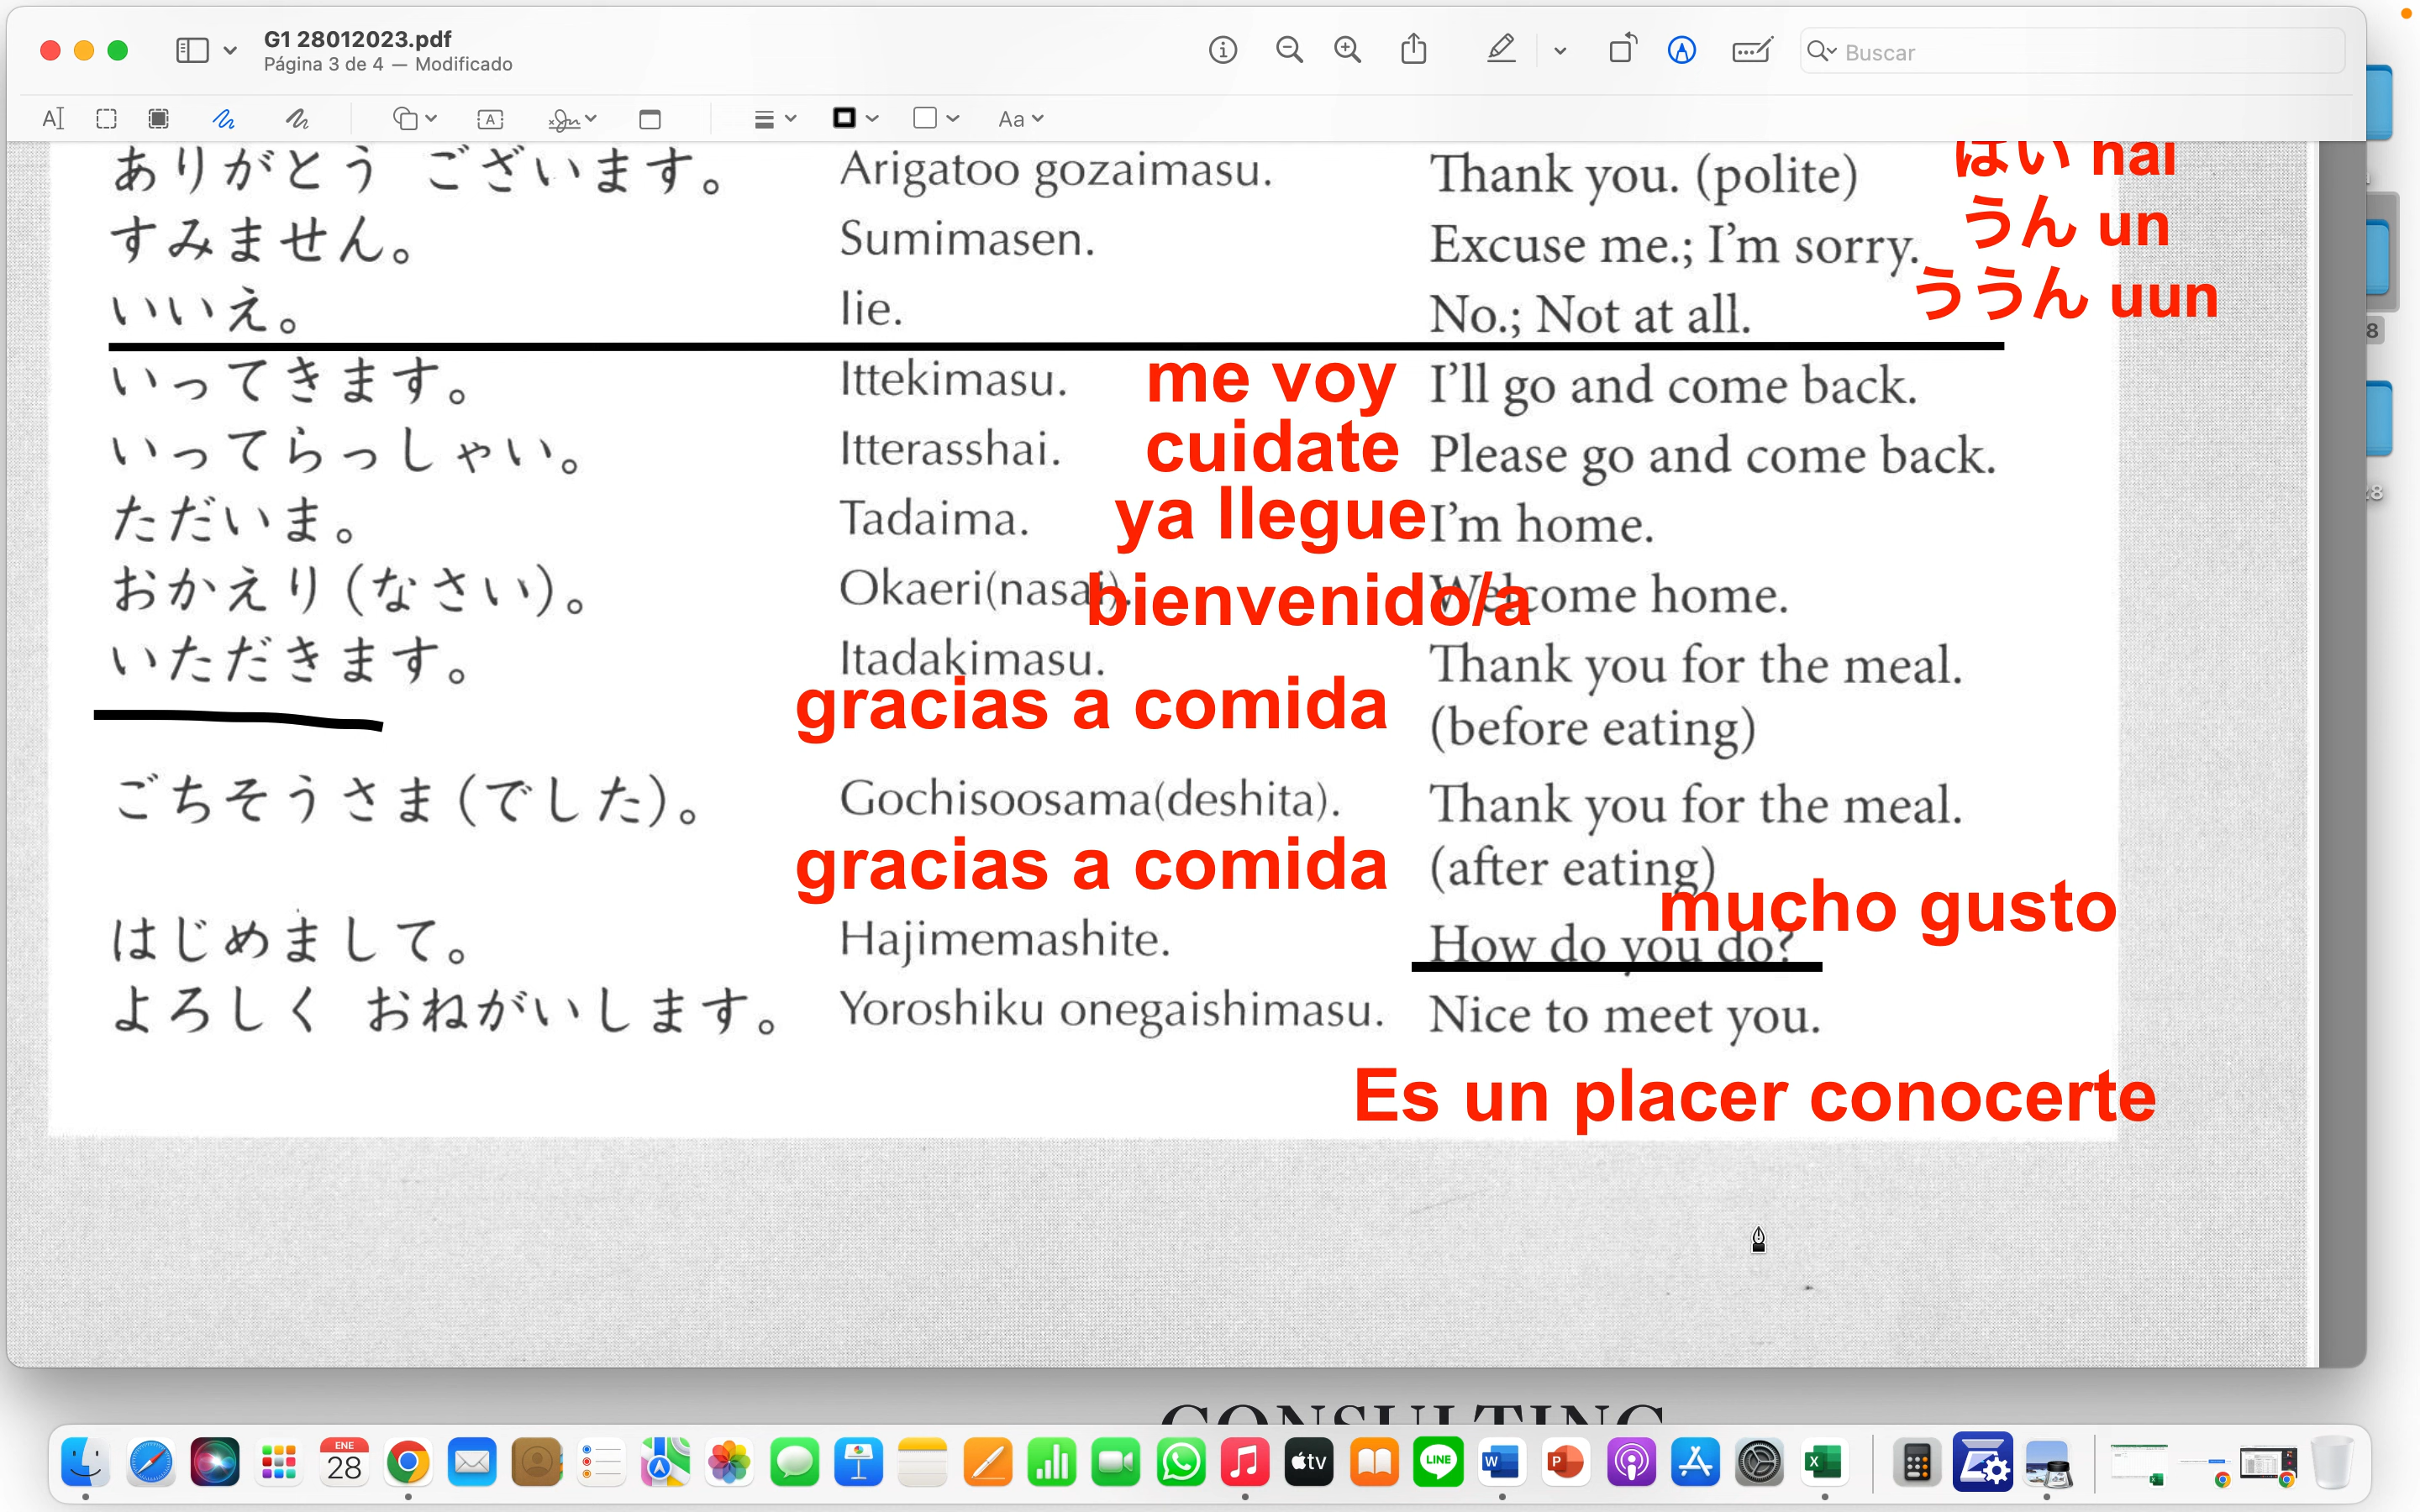 G1 28012023.pdf
Página 3 de 4 — Modificado
Buscar
Aa
ありがとう ございます。 Arigatoo gozaimasu. Thank you. (polite) はい hai
すみません。 Sumimasen. Excuse me.; I'm sorry. うん un
いいえ。 Iie. No.; Not at all. ううん uun
いってきます。 Ittekimasu. me voy I'll go and come back.
いってらっしゃい。 Itterasshai. cuidate Please go and come back.
ただいま。 Tadaima. ya llegue I'm home.
おかえり(なさい)。 Okaeri(nasai). bienvenido/a Welcome home.
いただきます。 Itadakimasu. Thank you for the meal.
gracias a comida (before eating)
ごちそうさま(でした)。 Gochisoosama(deshita). Thank you for the meal.
gracias a comida (after eating)
mucho gusto
はじめまして。 Hajimemashite. How do you do?
よろしく おねがいします。 Yoroshiku onegaishimasu. Nice to meet you.
Es un placer conocerte
CONSULTING
ENE
28
tv
LINE
W
P
X